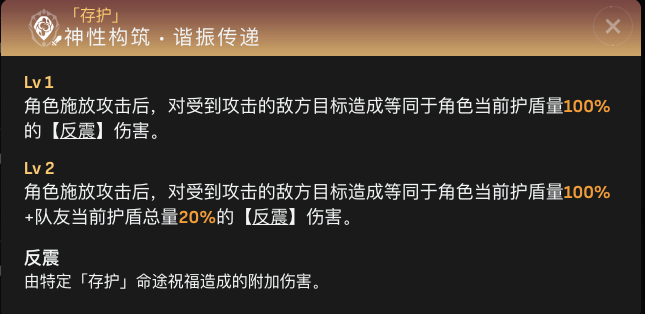 「存护」
神性构筑·谐振传递
Lv 1
角色施放攻击后，对受到攻击的敌方目标造成等同于角色当前护盾量100%
的【反震】伤害。
Lv 2
角色施放攻击后，对受到攻击的敌方目标造成等同于角色当前护盾量100%
+队友当前护盾总量20%的【反震】伤害。
反震
由特定「存护」命途祝福造成的附加伤害。